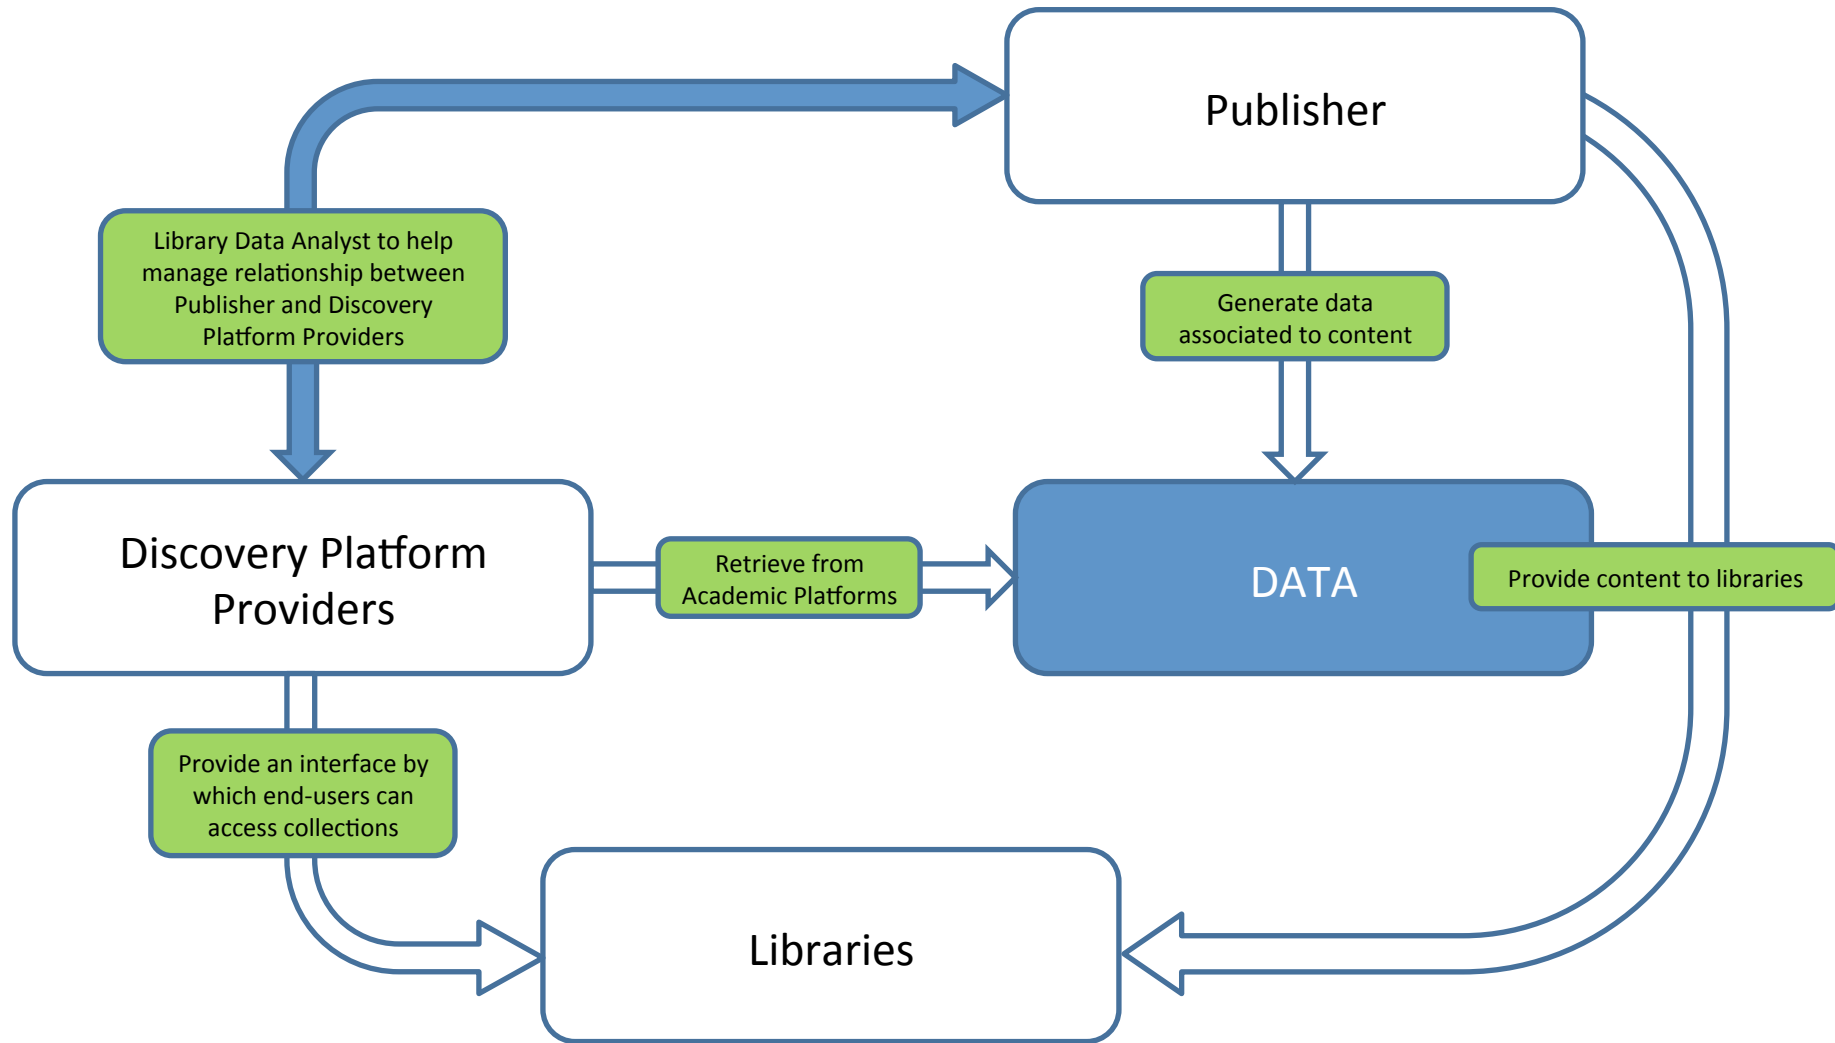 Publisher
Library Data Analyst to help
manage relationship between
Publisher and Discovery
Platform Providers
Generate data
associated to content
Discovery Platform
Providers
Retrieve from
Academic Platforms
DATA
Provide content to libraries
Provide an interface by
which end-users can
access collections
Libraries